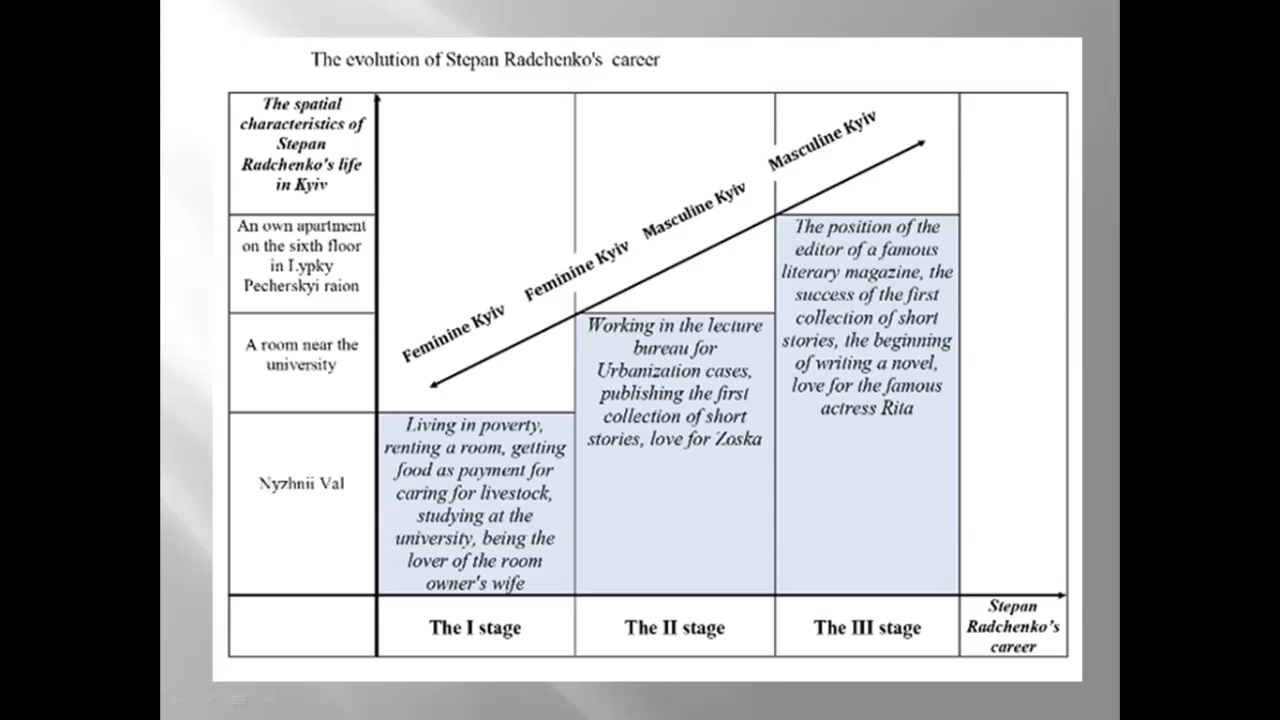 The evolution of Stepan Radchenko's career
The spatial
characteristics of
Stepan
Radchenko's life
in Kyiv
An own apartment
on the sixth floor
in Lypky
Pecherskyi raion
A room near the
university
Nyzhnii Val
Feminine Kyiv
Feminine Kyiv
Masculine Kyiv
Masculine Kyiv
Living in poverty,
renting a room, getting
food as payment for
caring for livestock,
studying at the
university, being the
lover of the room
owner's wife
Working in the lecture
bureau for
Urbanization cases,
publishing the first
collection of short
stories, love for Zoska
The position of the
editor of a famous
literary magazine, the
success of the first
collection of short
stories, the beginning
of writing a novel,
love for the famous
actress Rita
The I stage
The II stage
The III stage
Stepan
Radchenko's
career